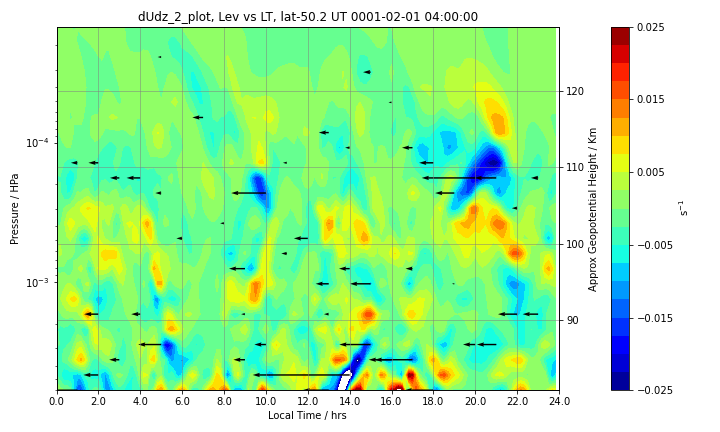 dUdz_2_plot, Lev vs LT, lat-50.2 UT 0001-02-01 04:00:00
10⁻⁴
10⁻³
Pressure / HPa
0.0 2.0 4.0 6.0 8.0 10.0 12.0 14.0 16.0 18.0 20.0 22.0 24.0
Local Time / hrs
120
110
100
90
Approx Geopotential Height / Km
0.025
0.015
0.005
−0.005
−0.015
−0.025
s⁻¹